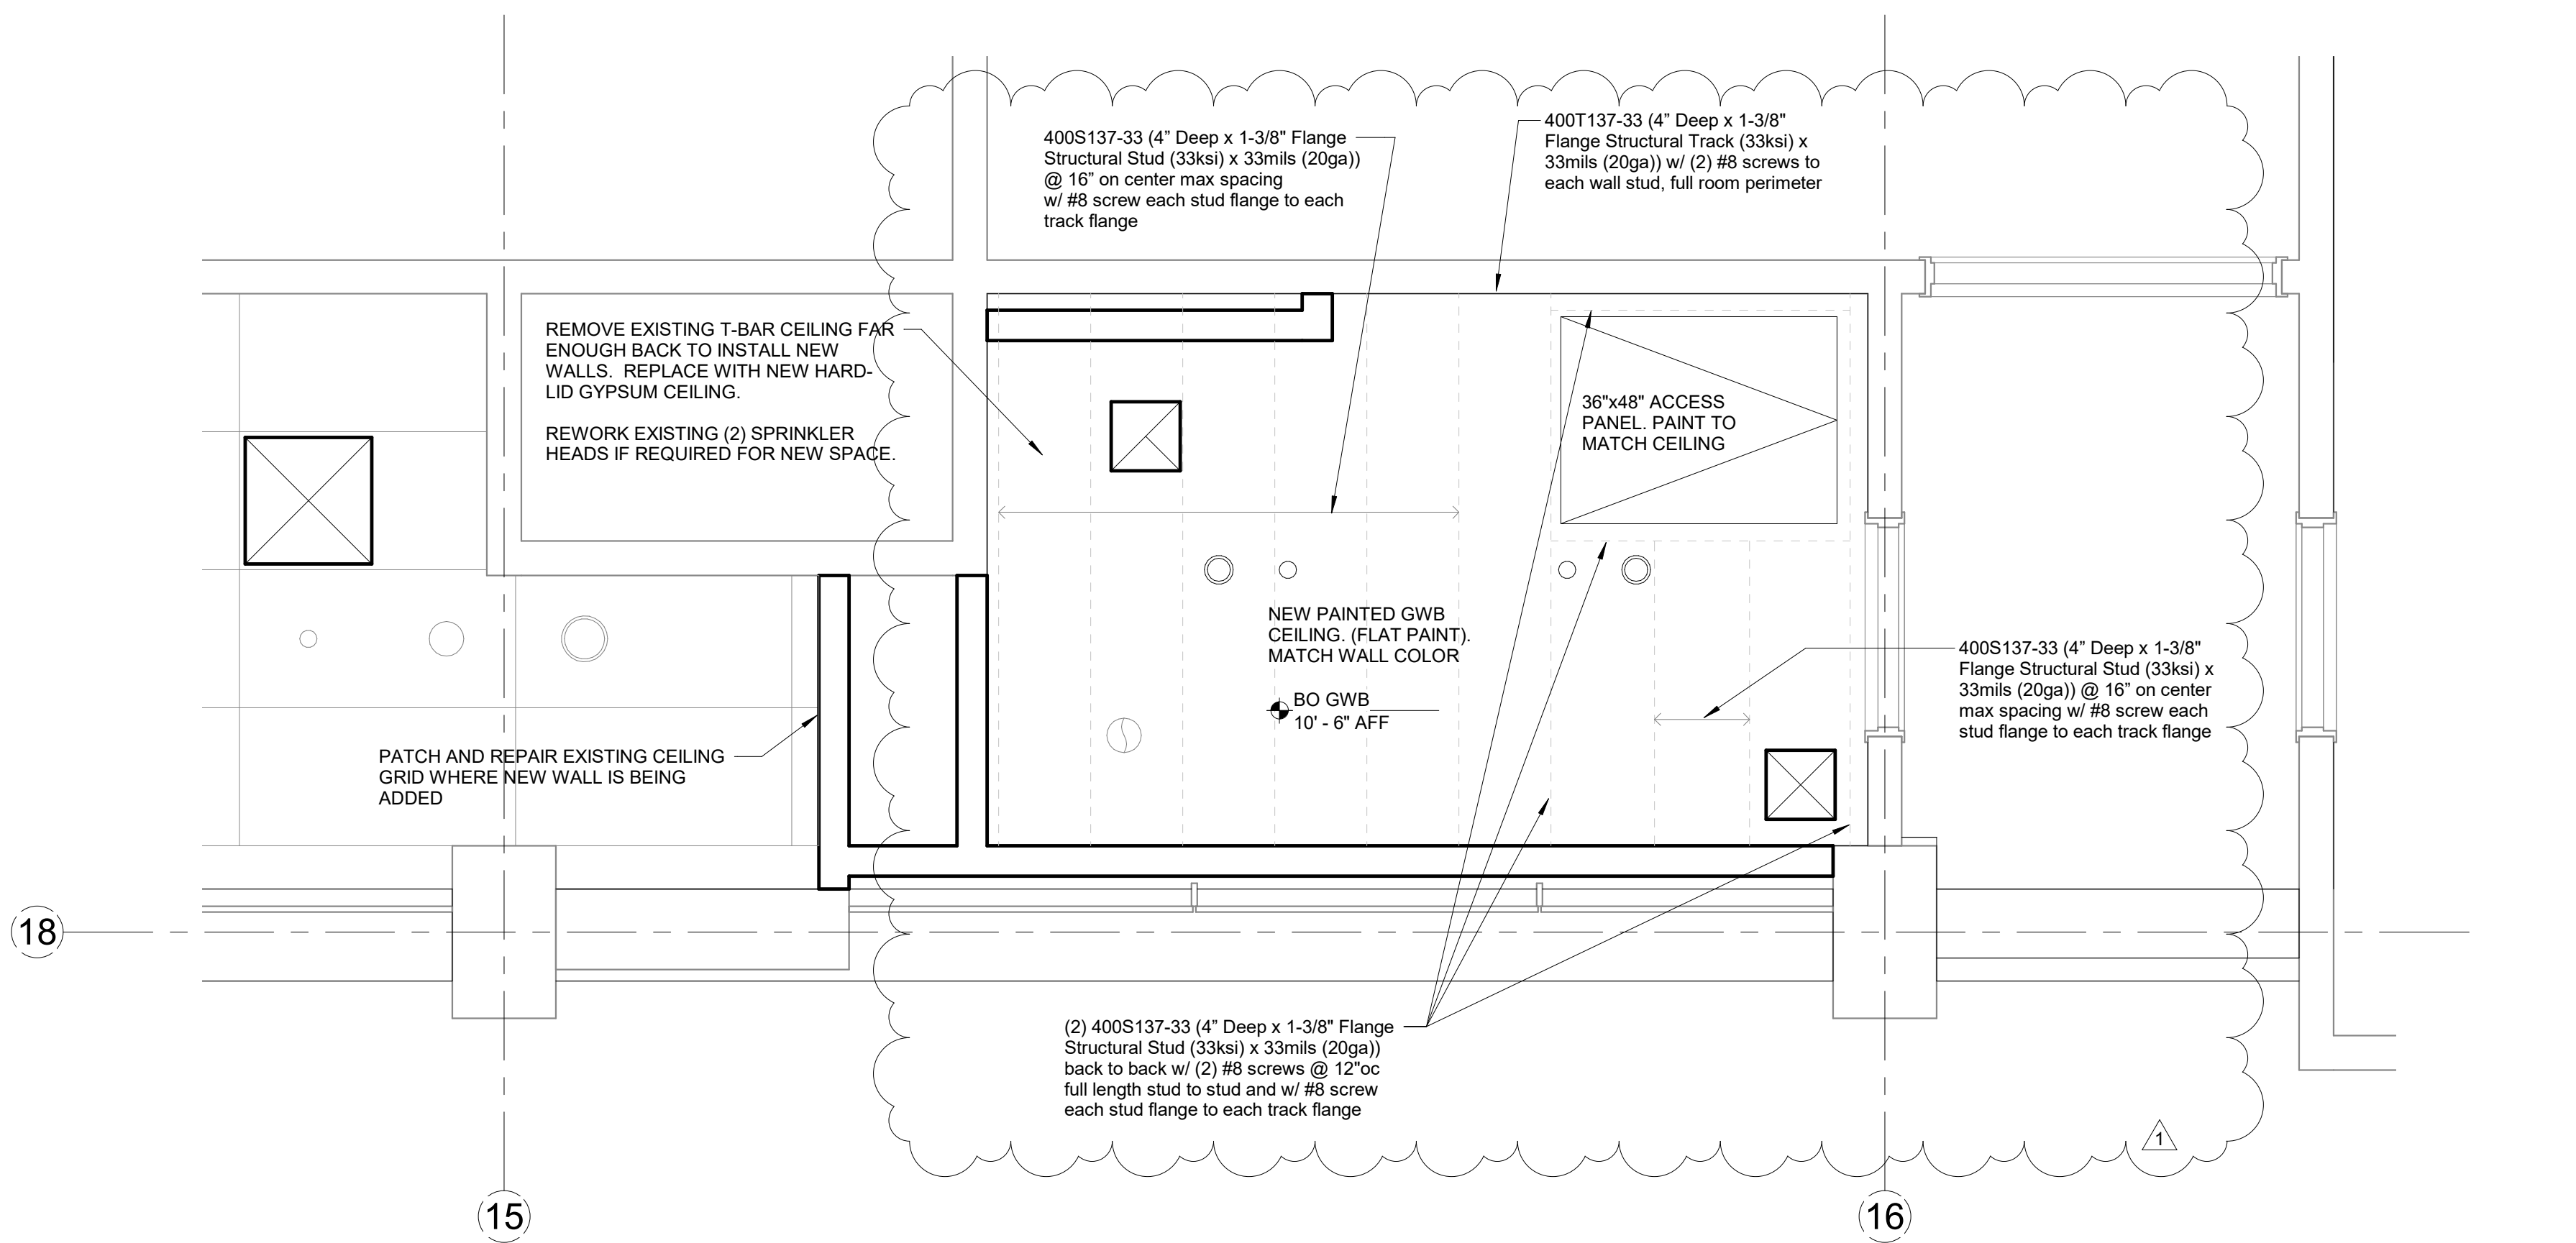 400S137-33 (4” Deep x 1-3/8" Flange
Structural Stud (33ksi) x 33mils (20ga))
@ 16” on center max spacing
w/ #8 screw each stud flange to each
track flange
400T137-33 (4” Deep x 1-3/8"
Flange Structural Track (33ksi) x
33mils (20ga)) w/ (2) #8 screws to
each wall stud, full room perimeter
REMOVE EXISTING T-BAR CEILING FAR
ENOUGH BACK TO INSTALL NEW
WALLS.  REPLACE WITH NEW HARD-
LID GYPSUM CEILING.
REWORK EXISTING (2) SPRINKLER
HEADS IF REQUIRED FOR NEW SPACE.
36"x48" ACCESS
PANEL. PAINT TO
MATCH CEILING
NEW PAINTED GWB
CEILING. (FLAT PAINT).
MATCH WALL COLOR
BO GWB
10' - 6" AFF
400S137-33 (4” Deep x 1-3/8"
Flange Structural Stud (33ksi) x
33mils (20ga)) @ 16” on center
max spacing w/ #8 screw each
stud flange to each track flange
PATCH AND REPAIR EXISTING CEILING
GRID WHERE NEW WALL IS BEING
ADDED
18
(2) 400S137-33 (4” Deep x 1-3/8" Flange
Structural Stud (33ksi) x 33mils (20ga))
back to back w/ (2) #8 screws @ 12"oc
full length stud to stud and w/ #8 screw
each stud flange to each track flange
1
15
16